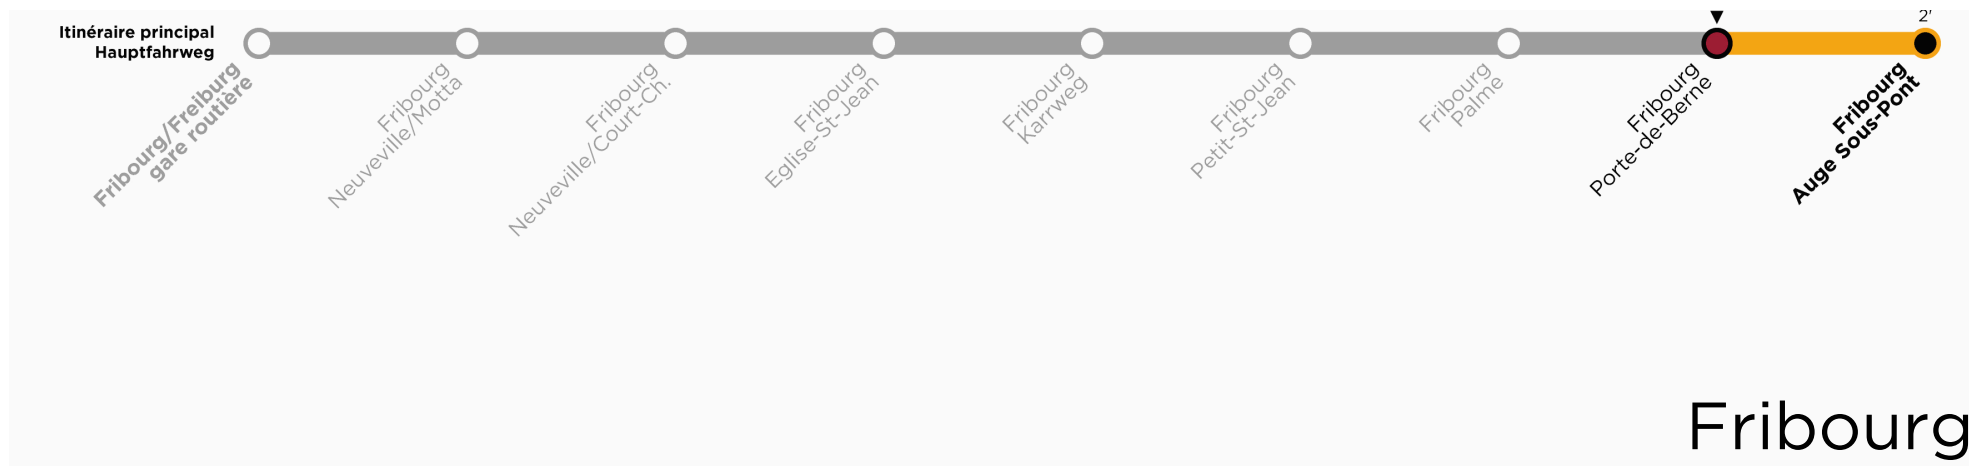 2'
Itinéraire principal
Hauptfahrweg
Fribourg/Freiburg
gare routière
Fribourg
Neuveville/Motta
Fribourg
Neuveville/Court-Ch.
Fribourg
Eglise-St-Jean
Fribourg
Karrweg
Fribourg
Petit-St-Jean
Fribourg
Palme
Fribourg
Porte-de-Berne
Fribourg
Auge Sous-Pont
Fribourg